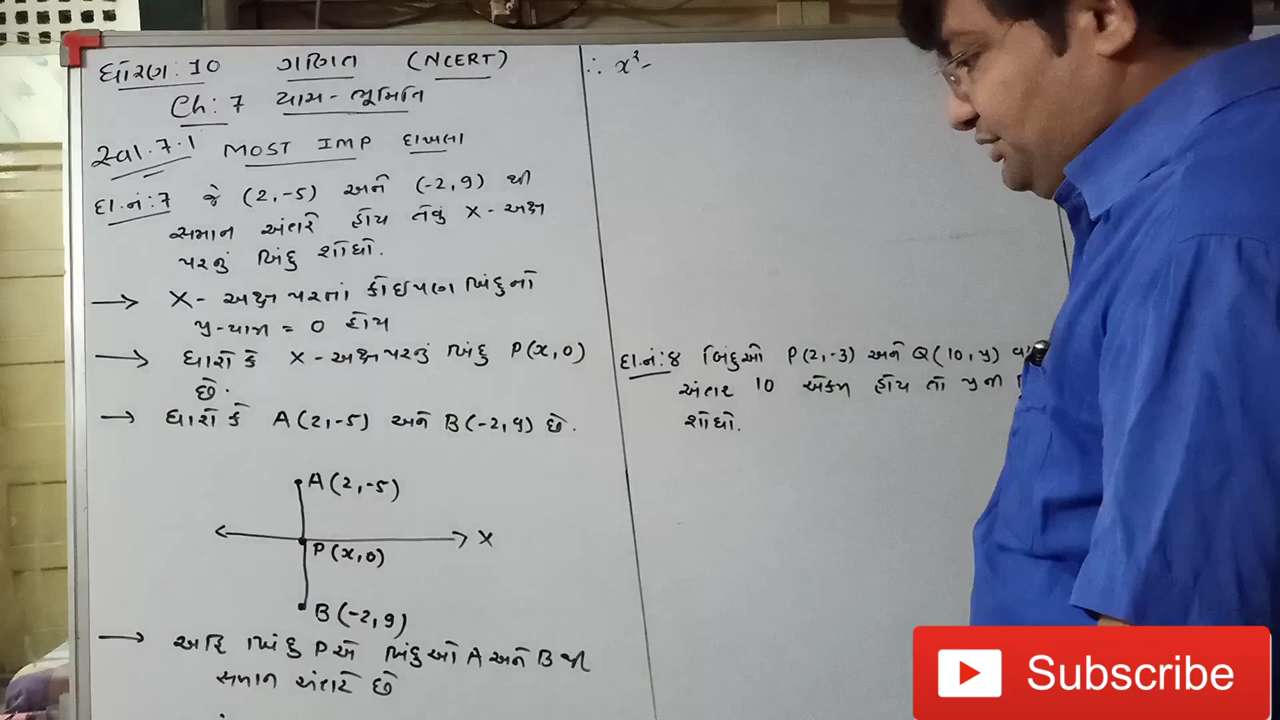 ધોરણ: 10 ગણિત (NCERT)
Ch: 7 યામ-ભૂમિતિ
સ્વા. 7.1 MOST IMP દાખલા
દા.નં: 7 જે (2,-5) અને (-2,9) થી
સમાન અંતરે હોય તેવું X-અક્ષ
પરનું બિંદુ શોધો.
→ X-અક્ષ પરનાં કોઈપણ બિંદુનો
y-યામ = 0 હોય
→ ધારો કે X-અક્ષ પરનું બિંદુ P(x,0)
છે.
→ ધારો કે A(2,-5) અને B(-2,9) છે.
A(2,-5)
X
P(x,0)
B(-2,9)
→ અહિ બિંદુ P એ બિંદુઓ A અને B થી
સમાન અંતરે છે
∴ x² -
દા.નં: 8 બિંદુઓ P(2,-3) અને Q(10,y)
અંતર 10 એકમ હોય તો y ની
શોધો.
Subscribe